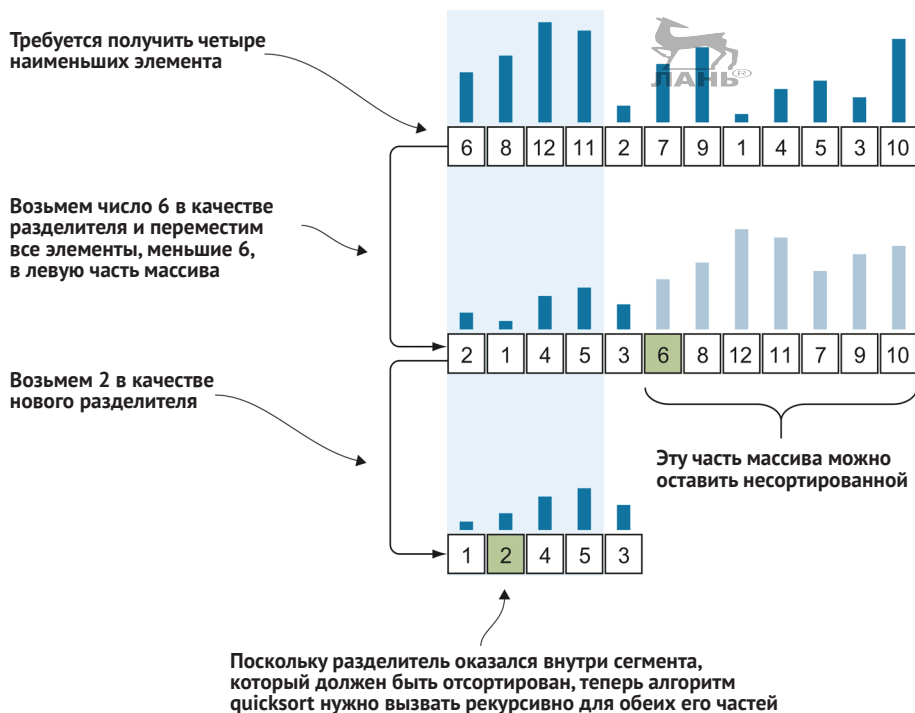 Требуется получить четыре
наименьших элемента
ЛАНЬ®
6 8 12 11 2 7 9 1 4 5 3 10
Возьмем число 6 в качестве
разделителя и переместим
все элементы, меньшие 6,
в левую часть массива
2 1 4 5 3 6 8 12 11 7 9 10
Возьмем 2 в качестве
нового разделителя
Эту часть массива можно
оставить несортированной
1 2 4 5 3
Поскольку разделитель оказался внутри сегмента,
который должен быть отсортирован, теперь алгоритм
quicksort нужно вызвать рекурсивно для обеих его частей